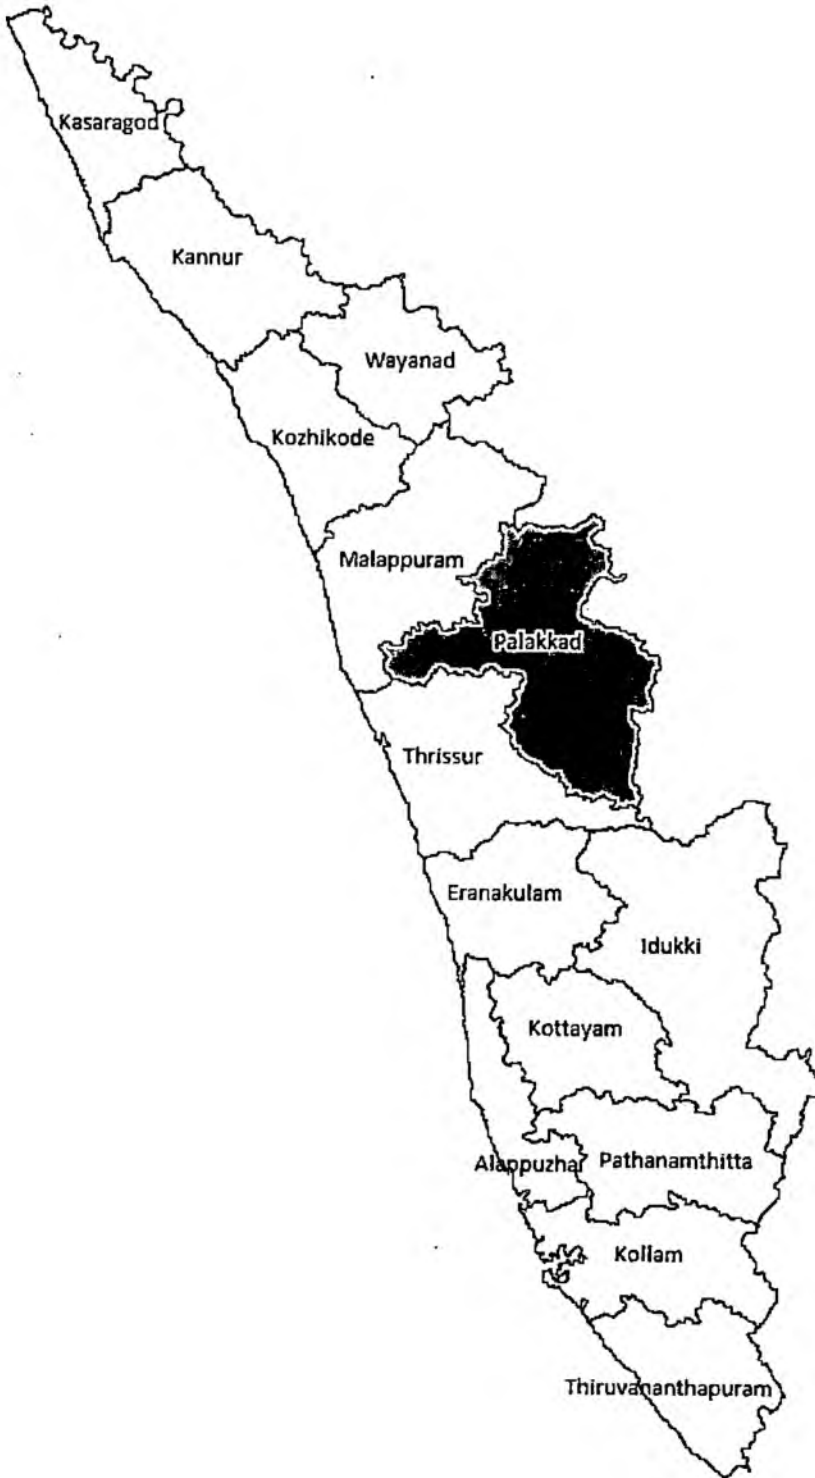 Kasaragod
Kannur
Wayanad
Kozhikode
Malappuram
Palakkad
Thrissur
Eranakulam
Idukki
Kottayam
Alappuzha
Pathanamthitta
Kollam
Thiruvananthapuram